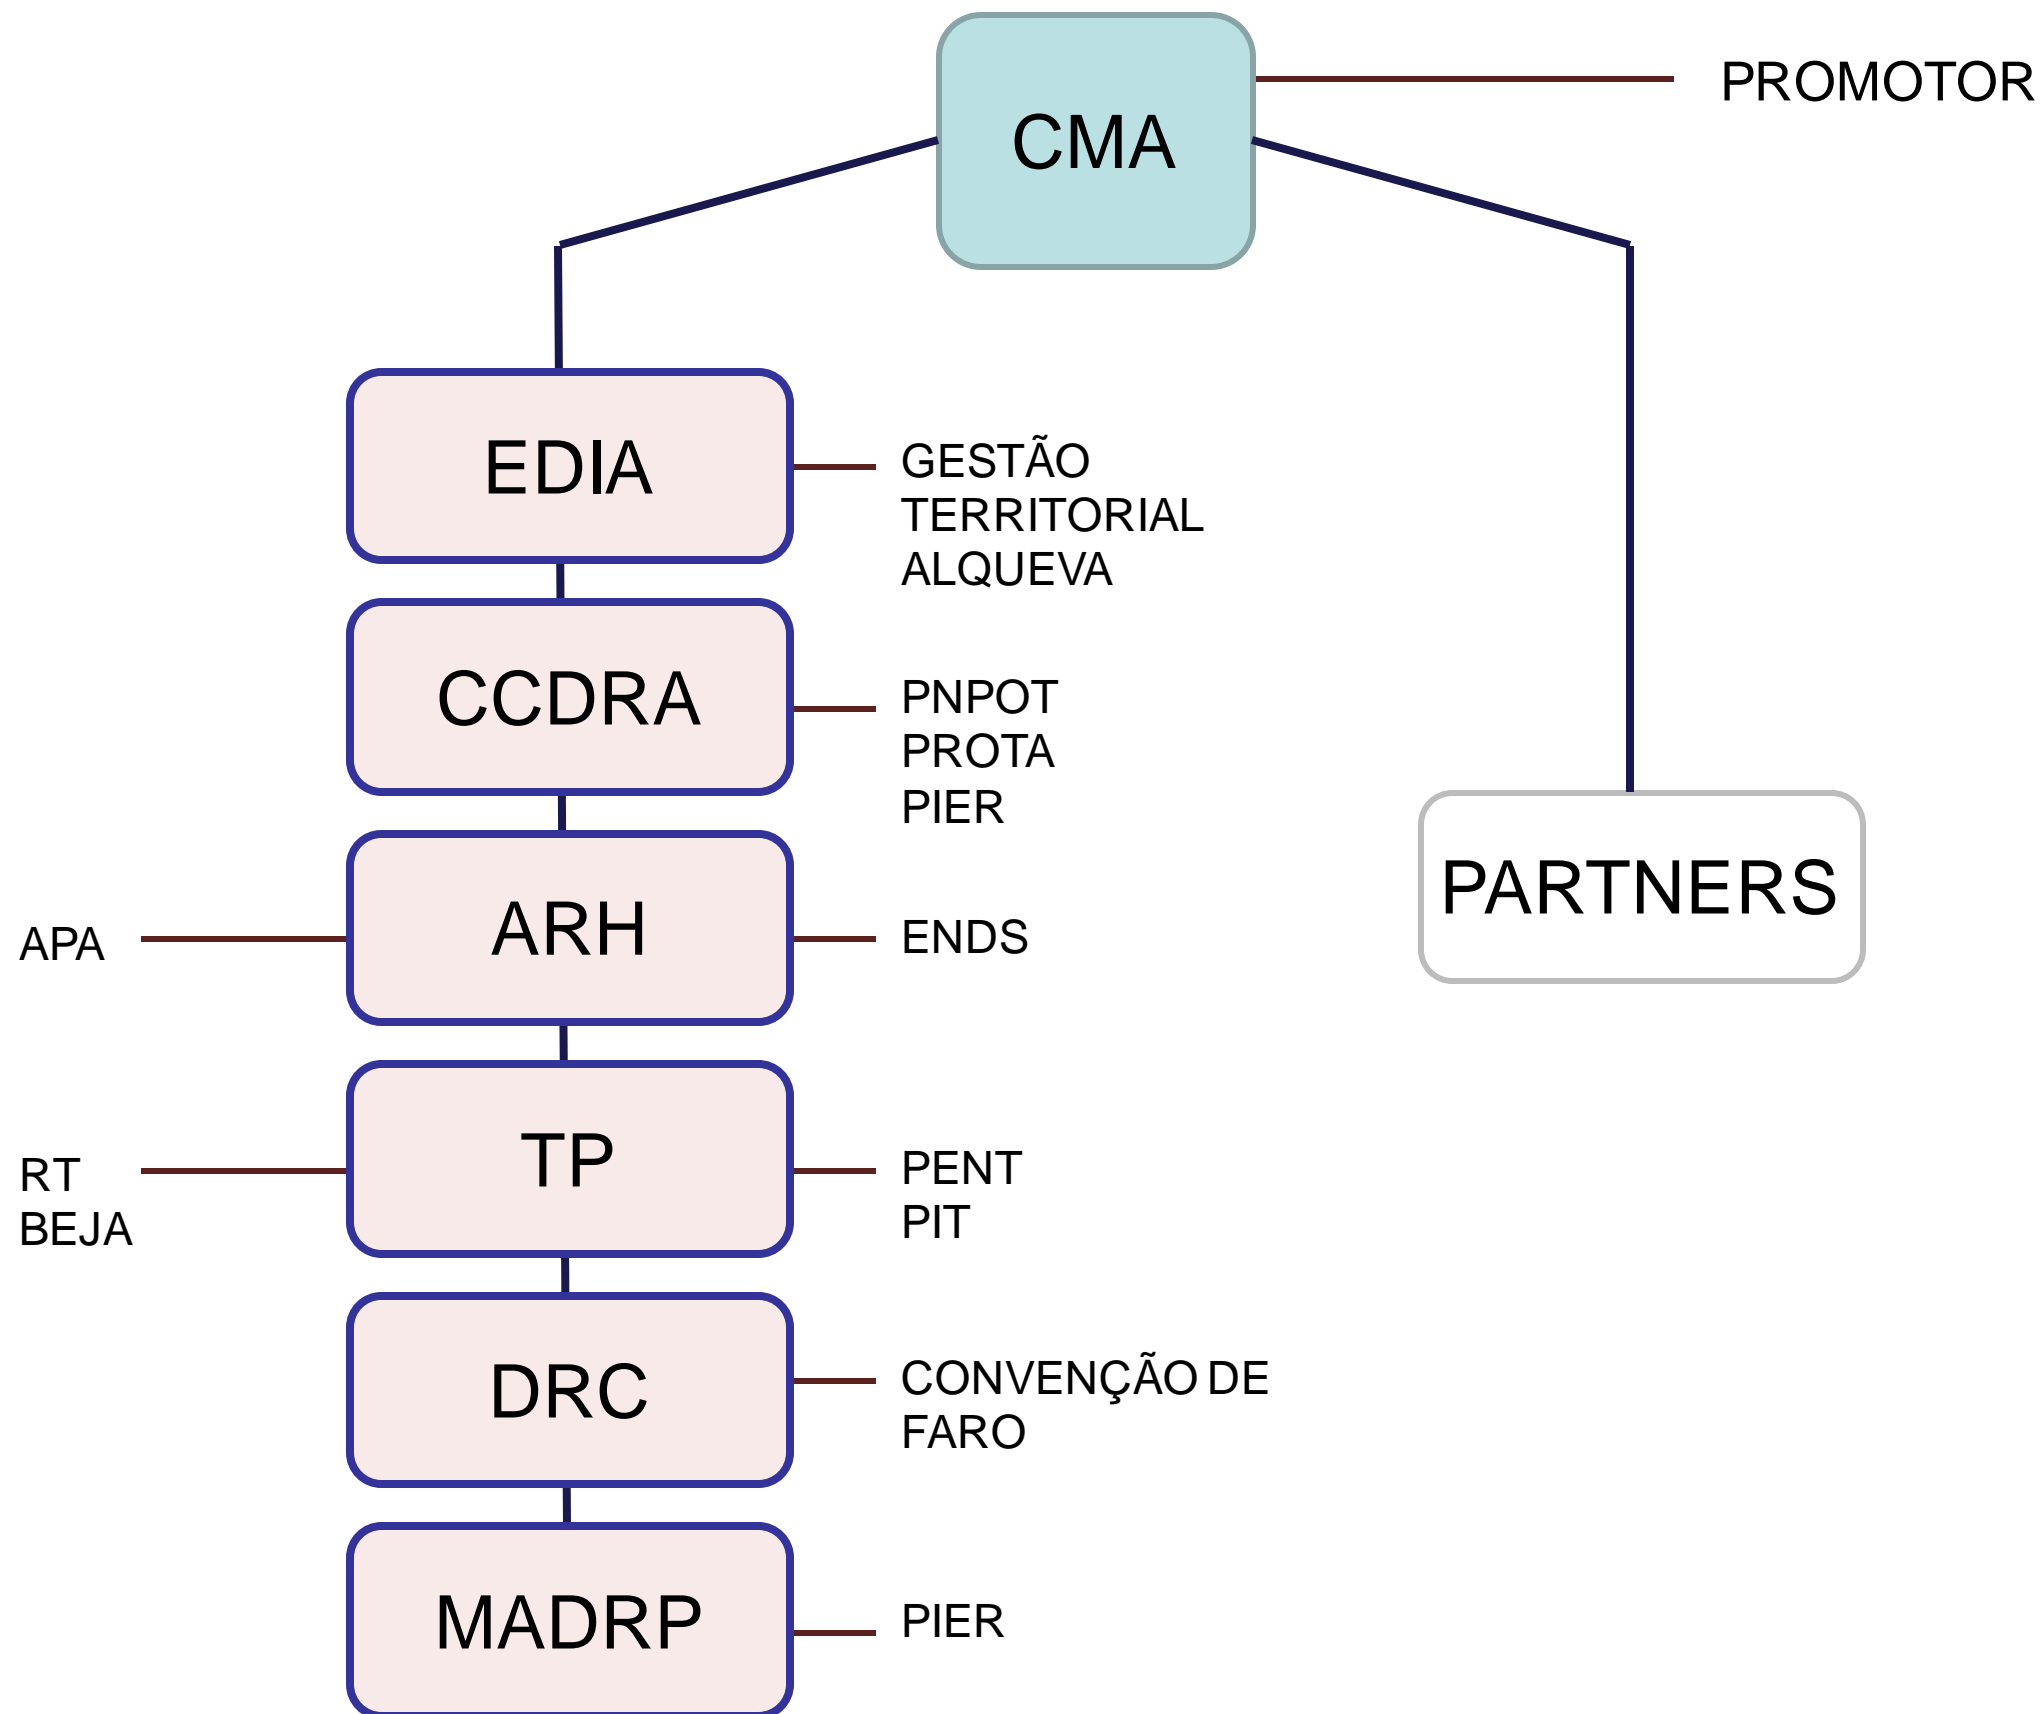 CMA
PROMOTOR
EDIA
GESTÃO
TERRITORIAL
ALQUEVA
CCDRA
PNPOT
PROTA
PIER
APA
ARH
ENDS
PARTNERS
RT
BEJA
TP
PENT
PIT
DRC
CONVENÇÃO DE
FARO
MADRP
PIER